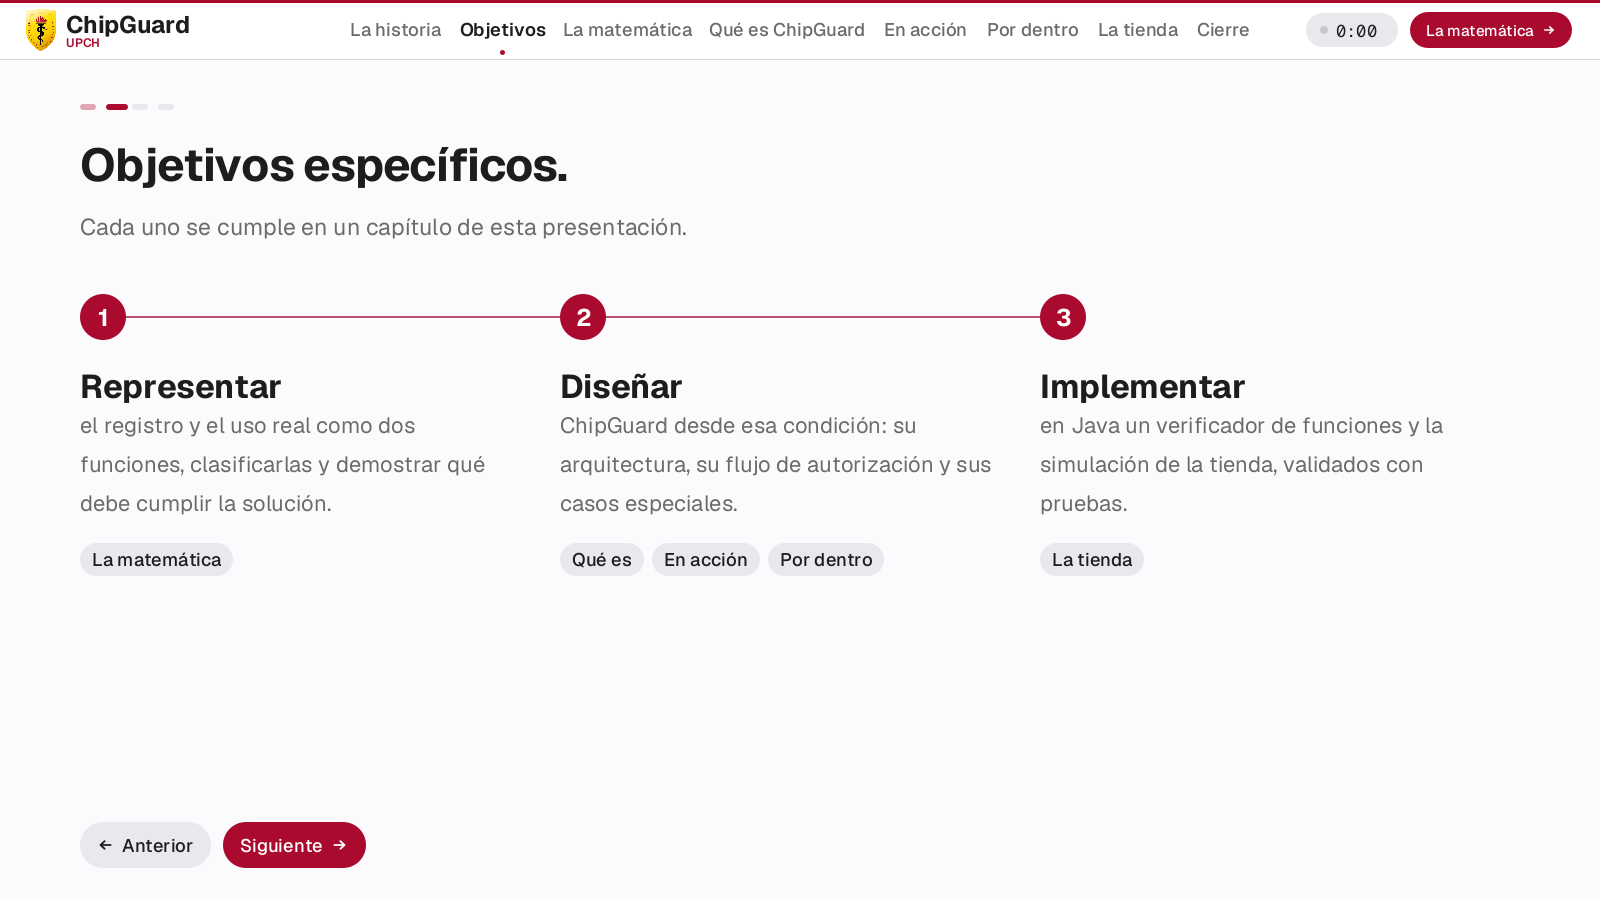 ChipGuard
UPCH
La historia
Objetivos
La matemática
Qué es ChipGuard
En acción
Por dentro
La tienda
Cierre
0:00
La matemática →
Objetivos específicos.
Cada uno se cumple en un capítulo de esta presentación.
1
Representar
el registro y el uso real como dos
funciones, clasificarlas y demostrar qué
debe cumplir la solución.
La matemática
2
Diseñar
ChipGuard desde esa condición: su
arquitectura, su flujo de autorización y sus
casos especiales.
Qué es
En acción
Por dentro
3
Implementar
en Java un verificador de funciones y la
simulación de la tienda, validados con
pruebas.
La tienda
← Anterior
Siguiente →